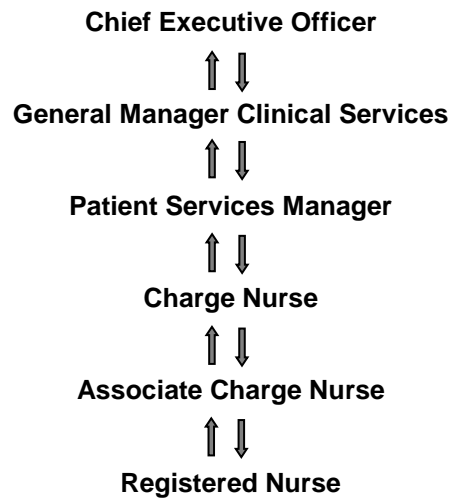 Chief Executive Officer
General Manager Clinical Services
Patient Services Manager
Charge Nurse
Associate Charge Nurse
Registered Nurse